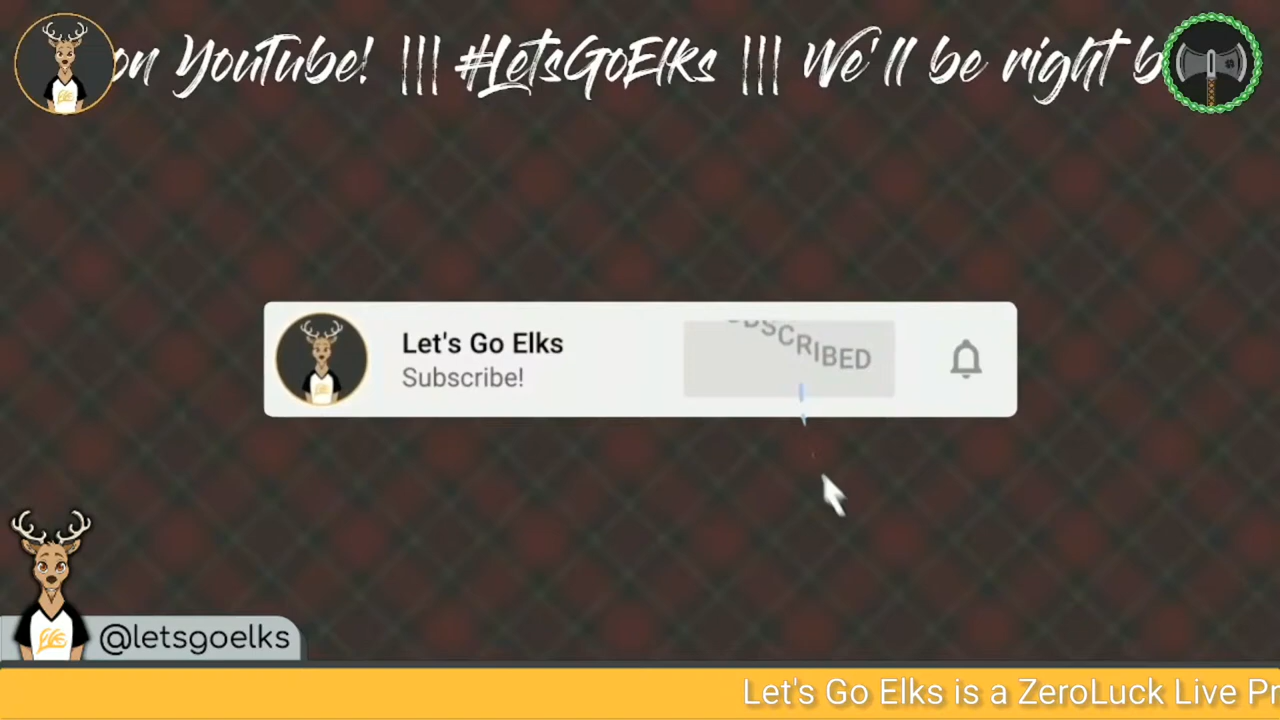 on YouTube! ||| #LetsGoElks ||| We'll be right b
Let's Go Elks
Subscribe!
SUBSCRIBED
@letsgoelks
Let's Go Elks is a ZeroLuck Live Pr